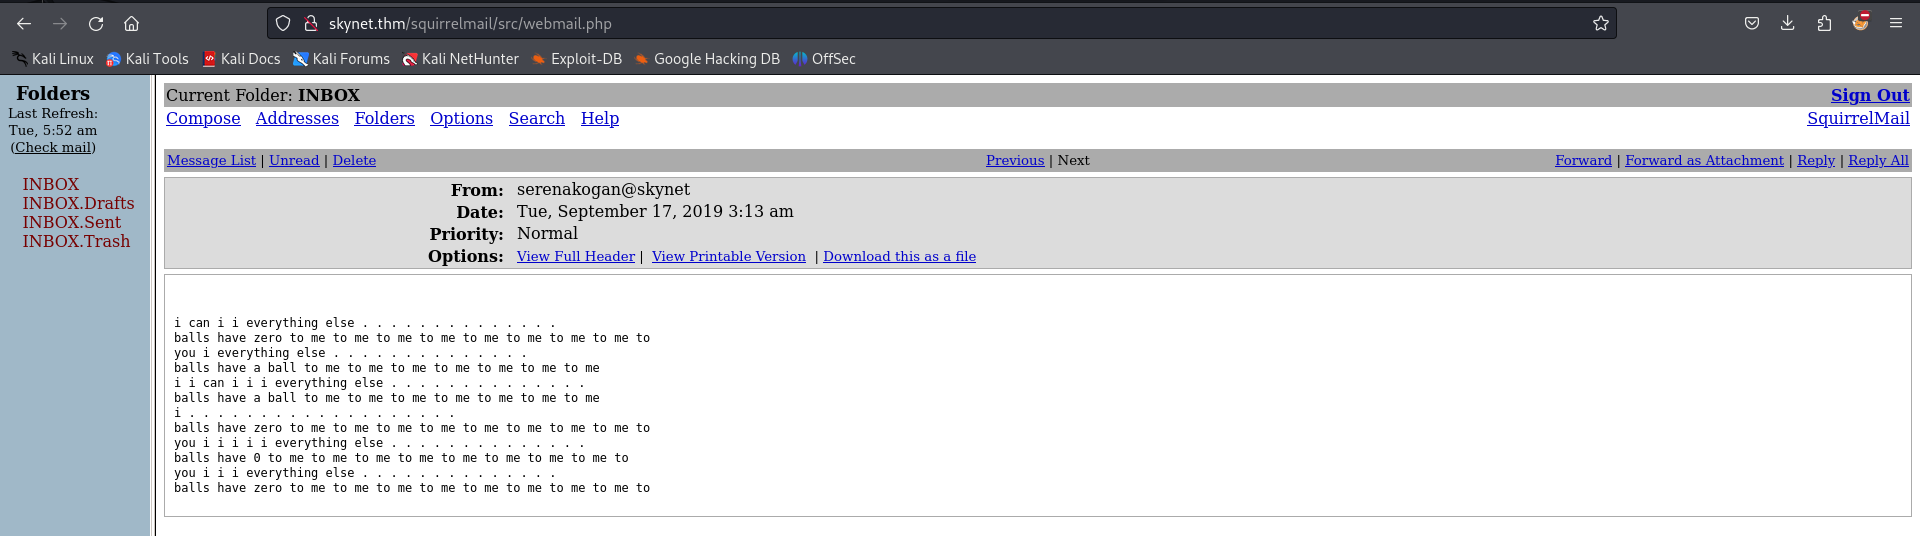 skynet.thm/squirrelmail/src/webmail.php
Kali Linux Kali Tools Kali Docs Kali Forums Kali NetHunter Exploit-DB Google Hacking DB OffSec
Folders
Last Refresh:
Tue, 5:52 am
(Check mail)
INBOX
INBOX.Drafts
INBOX.Sent
INBOX.Trash
Current Folder: INBOX Sign Out
Compose Addresses Folders Options Search Help SquirrelMail
Message List | Unread | Delete Previous | Next Forward | Forward as Attachment | Reply | Reply All
From: serenakogan@skynet
Date: Tue, September 17, 2019 3:13 am
Priority: Normal
Options: View Full Header | View Printable Version | Download this as a file
i can i i everything else . . . . . . . . . . . . . .
balls have zero to me to me to me to me to me to me to me to me to
you i everything else . . . . . . . . . . . . . .
balls have a ball to me to me to me to me to me to me to me
i i can i i i everything else . . . . . . . . . . . . . .
balls have a ball to me to me to me to me to me to me to me
i . . . . . . . . . . . . . . . . . . .
balls have zero to me to me to me to me to me to me to me to me to
you i i i i i everything else . . . . . . . . . . . . . .
balls have 0 to me to me to me to me to me to me to me to me to
you i i i everything else . . . . . . . . . . . . . .
balls have zero to me to me to me to me to me to me to me to me to